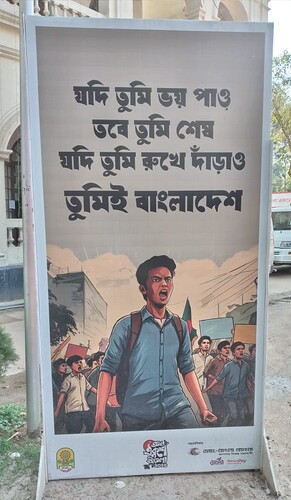 যদি তুমি ভয় পাও
তবে তুমি শেষ
যদি তুমি রুখে দাঁড়াও
তুমিই বাংলাদেশ